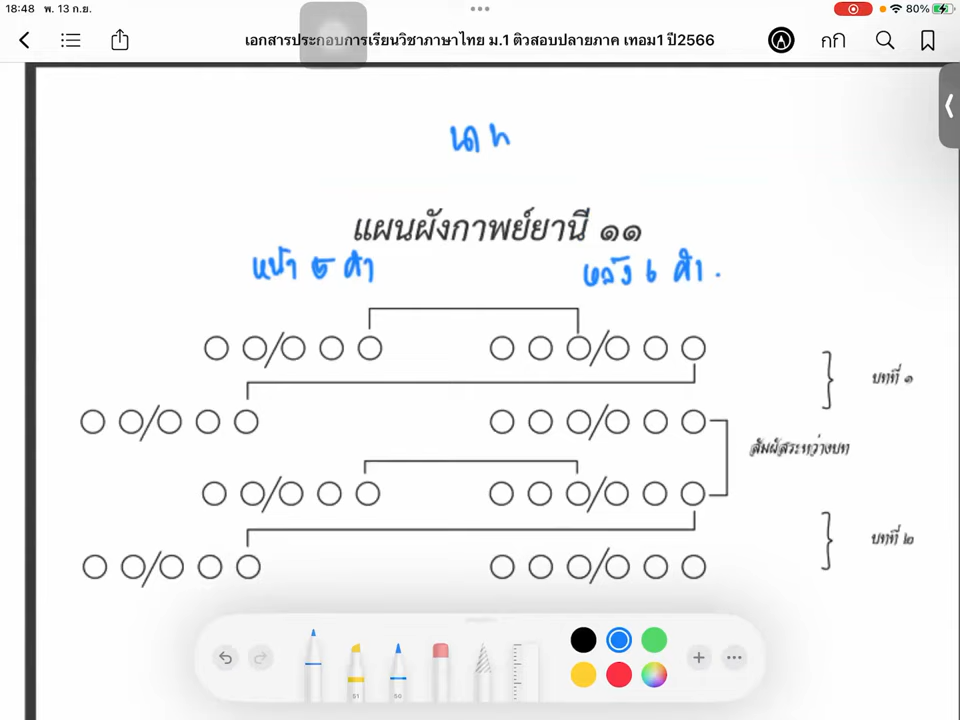 18:48 พ. 13 ก.ย.
80%
เอกสารประกอบการเรียนวิชาภาษาไทย ม.1 ติวสอบปลายภาค เทอม1 ปี2566
กก
แผนผังกาพย์ยานี ๑๑
หน้า ๕ คำ
หลัง ๖ คำ.
บทที่ ๑
สัมผัสระหว่างบท
บทที่ ๒
51
50